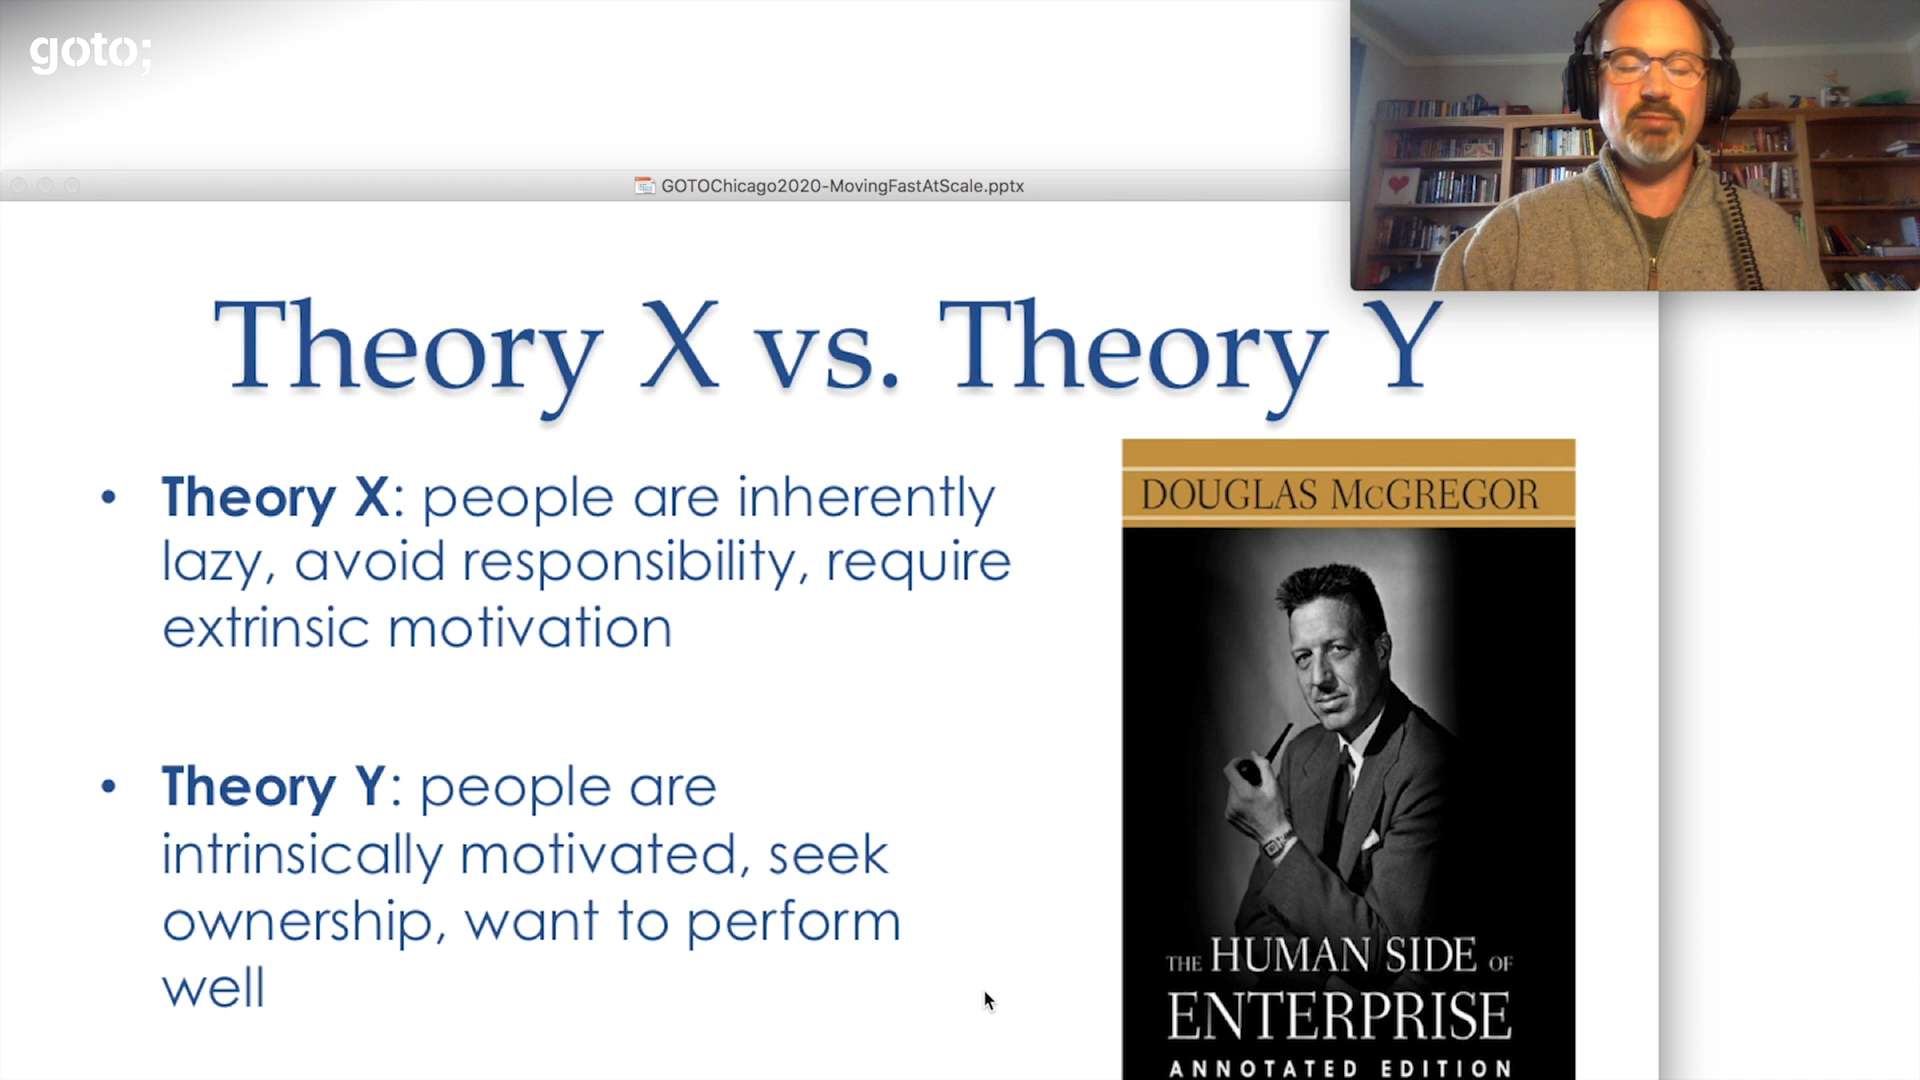 goto;
GOTOChicago2020-MovingFastAtScale.pptx
Theory X vs. Theory Y
• Theory X: people are inherently
lazy, avoid responsibility, require
extrinsic motivation
• Theory Y: people are
intrinsically motivated, seek
ownership, want to perform
well
DOUGLAS McGREGOR
THE HUMAN SIDE OF
ENTERPRISE
ANNOTATED EDITION